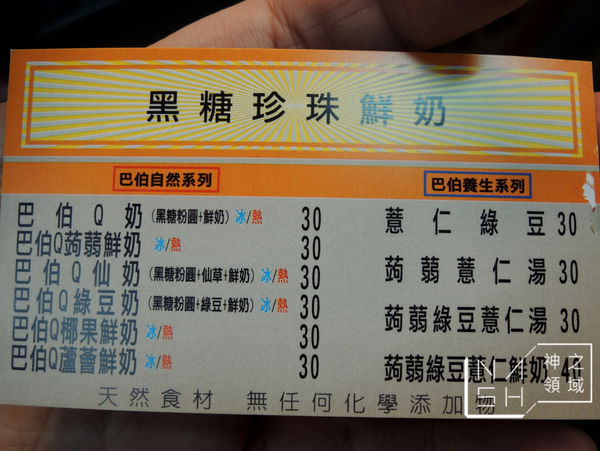 黑糖珍珠鮮奶
巴伯自然系列
巴伯Q奶(黑糖粉圓+鮮奶)冰/熱 30
巴伯Q蒟蒻鮮奶 冰/熱 30
巴伯Q仙奶(黑糖粉圓+仙草+鮮奶)冰/熱 30
巴伯Q綠豆奶(黑糖粉圓+綠豆+鮮奶)冰/熱 30
巴伯Q椰果鮮奶 冰/熱 30
巴伯Q蘆薈鮮奶 冰/熱 30
巴伯養生系列
薏仁綠豆 30
蒟蒻薏仁湯 30
蒟蒻綠豆薏仁湯 30
蒟蒻綠豆薏仁鮮奶 40
天然食材 無任何化學添加物
神之領域